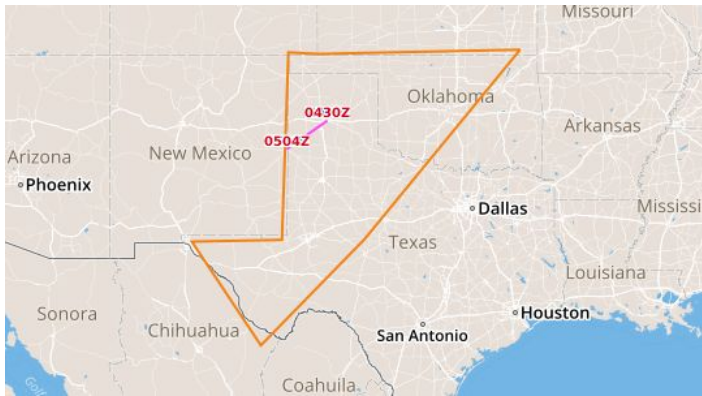 Missouri
Oklahoma
0430Z
0504Z
Arkansas
New Mexico
Arizona
Phoenix
Dallas
Mississi
Texas
Louisiana
Sonora
Chihuahua
Houston
San Antonio
Coahuila
Golf